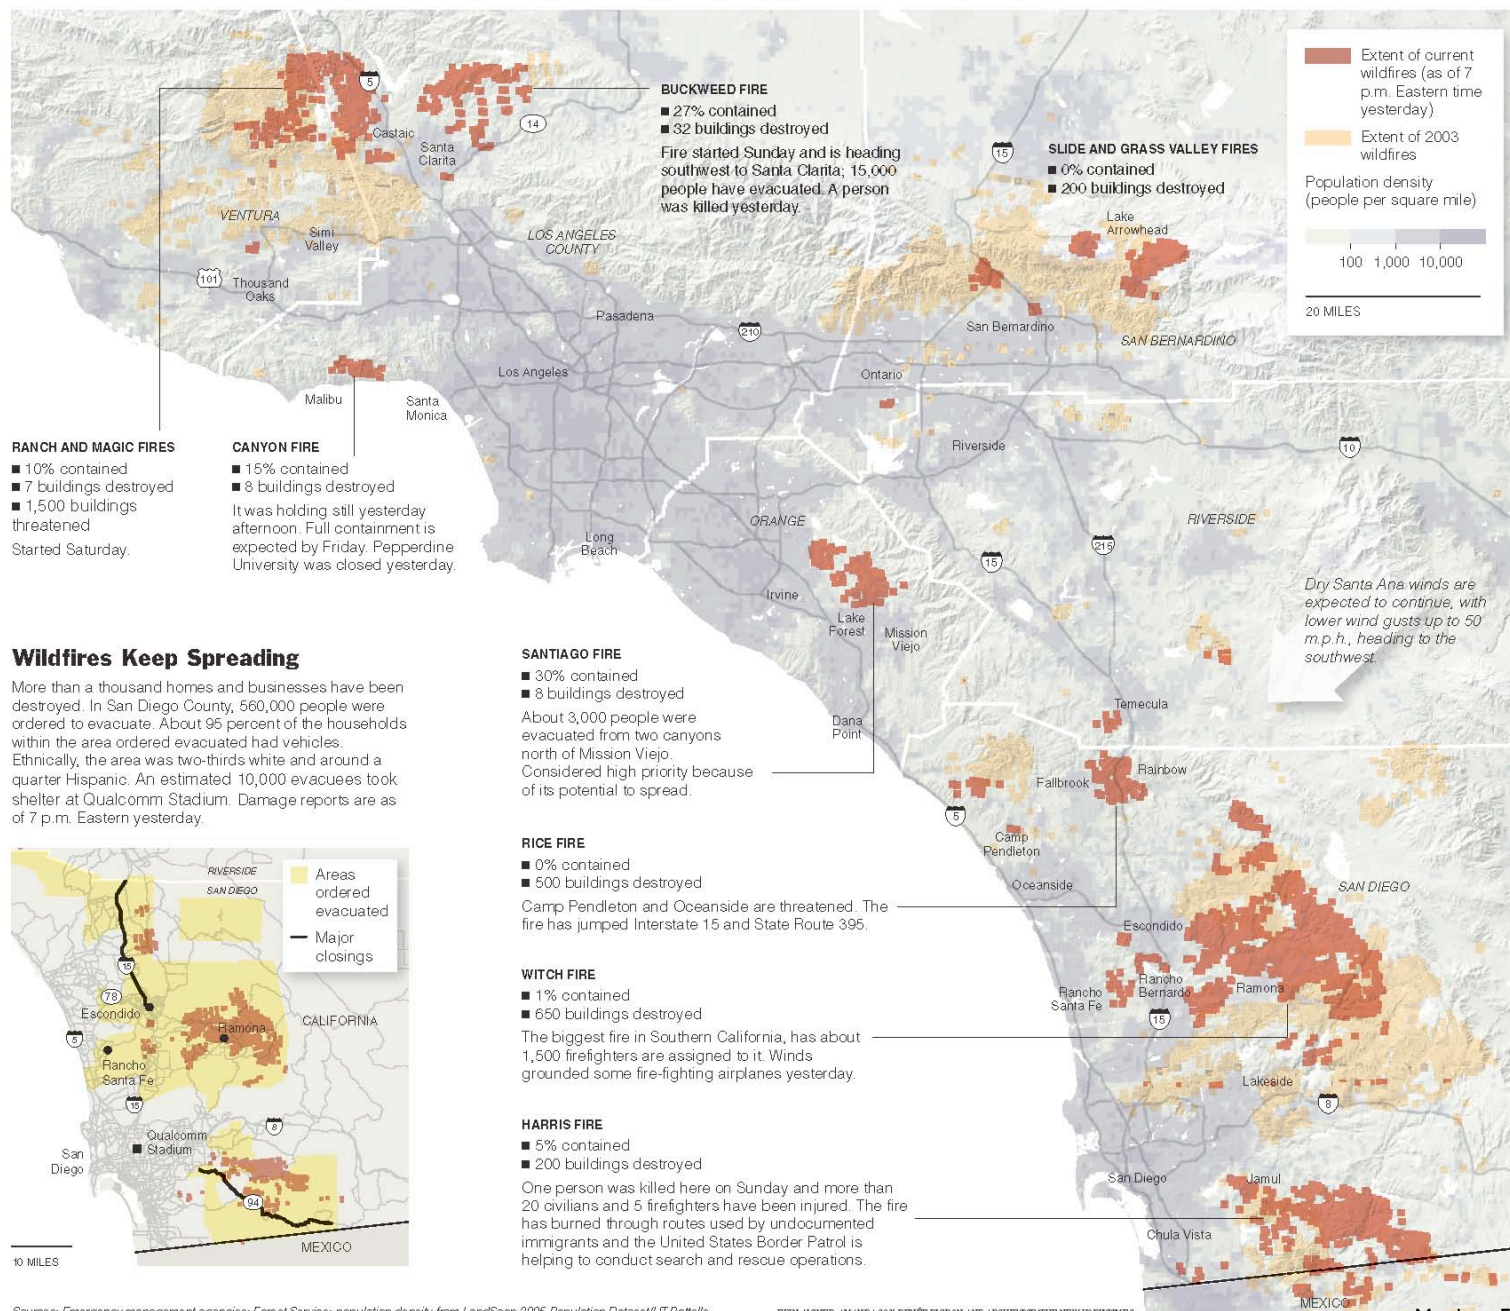 Extent of current
wildfires (as of 7
p.m. Eastern time
yesterday)
Extent of 2003
wildfires
Population density
(people per square mile)
100 1,000 10,000
20 MILES
BUCKWEED FIRE
■ 27% contained
■ 32 buildings destroyed
Fire started Sunday and is heading
southwest to Santa Clarita; 15,000
people have evacuated. A person
was killed yesterday.
SLIDE AND GRASS VALLEY FIRES
■ 0% contained
■ 200 buildings destroyed
5
14
15
Castaic
Santa
Clarita
VENTURA
Simi
Valley
LOS ANGELES
COUNTY
Lake
Arrowhead
101
Thousand
Oaks
Pasadena
210
San Bernardino
SAN BERNARDINO
Los Angeles
Ontario
Malibu
Santa
Monica
Riverside
10
RANCH AND MAGIC FIRES
■ 10% contained
■ 7 buildings destroyed
■ 1,500 buildings
threatened
Started Saturday.
CANYON FIRE
■ 15% contained
■ 8 buildings destroyed
It was holding still yesterday
afternoon. Full containment is
expected by Friday. Pepperdine
University was closed yesterday.
ORANGE
RIVERSIDE
Long
Beach
215
15
Irvine
Lake
Forest
Mission
Viejo
Dry Santa Ana winds are
expected to continue, with
lower wind gusts up to 50
m.p.h., heading to the
southwest.
Wildfires Keep Spreading
More than a thousand homes and businesses have been
destroyed. In San Diego County, 560,000 people were
ordered to evacuate. About 95 percent of the households
within the area ordered evacuated had vehicles.
Ethnically, the area was two-thirds white and around a
quarter Hispanic. An estimated 10,000 evacuees took
shelter at Qualcomm Stadium. Damage reports are as
of 7 p.m. Eastern yesterday.
SANTIAGO FIRE
■ 30% contained
■ 8 buildings destroyed
About 3,000 people were
evacuated from two canyons
north of Mission Viejo.
Considered high priority because
of its potential to spread.
Dana
Point
Temecula
Fallbrook
Rainbow
5
Camp
Pendleton
Oceanside
SAN DIEGO
Escondido
Rancho
Santa Fe
Rancho
Bernardo
Ramona
15
Lakeside
8
San Diego
Jamul
Chula Vista
MEXICO
RICE FIRE
■ 0% contained
■ 500 buildings destroyed
Camp Pendleton and Oceanside are threatened. The
fire has jumped Interstate 15 and State Route 395.
WITCH FIRE
■ 1% contained
■ 650 buildings destroyed
The biggest fire in Southern California, has about
1,500 firefighters are assigned to it. Winds
grounded some fire-fighting airplanes yesterday.
HARRIS FIRE
■ 5% contained
■ 200 buildings destroyed
One person was killed here on Sunday and more than
20 civilians and 5 firefighters have been injured. The fire
has burned through routes used by undocumented
immigrants and the United States Border Patrol is
helping to conduct search and rescue operations.
RIVERSIDE
SAN DIEGO
Areas
ordered
evacuated
Major
closings
15
78
Escondido
5
Ramona
CALIFORNIA
Rancho
Santa Fe
15
8
Qualcomm
Stadium
San
Diego
94
MEXICO
10 MILES